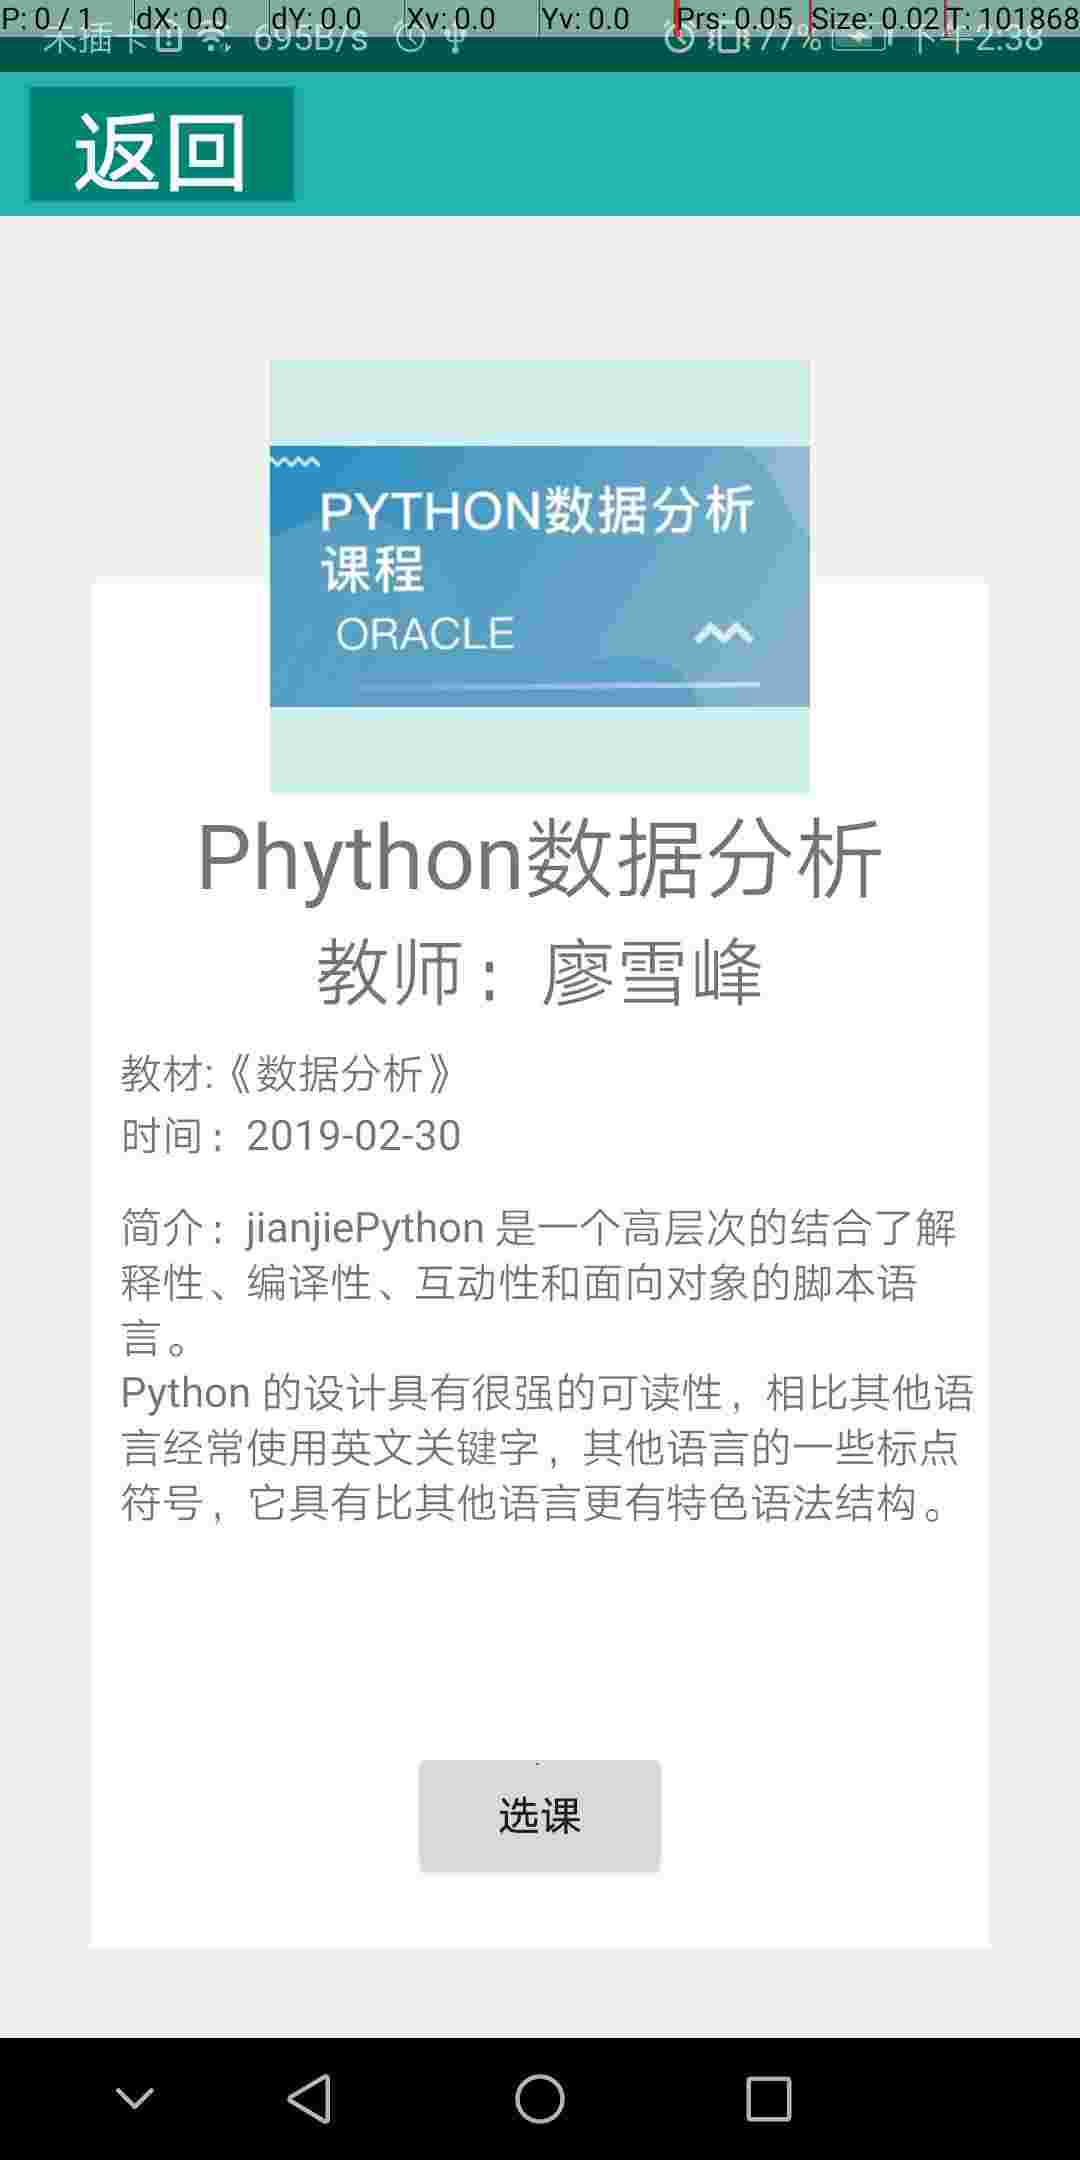 P: 0 / 1 dX: 0.0 dY: 0.0 Xv: 0.0 Yv: 0.0 Prs: 0.05 Size: 0.02 T: 101868
未插卡 695B/s 77% 下午2:38
返回
PYTHON数据分析
课程
ORACLE
Phython数据分析
教师：廖雪峰
教材:《数据分析》
时间：2019-02-30
简介：jianjiePython 是一个高层次的结合了解
释性、编译性、互动性和面向对象的脚本语
言。
Python 的设计具有很强的可读性，相比其他语
言经常使用英文关键字，其他语言的一些标点
符号，它具有比其他语言更有特色语法结构。
选课